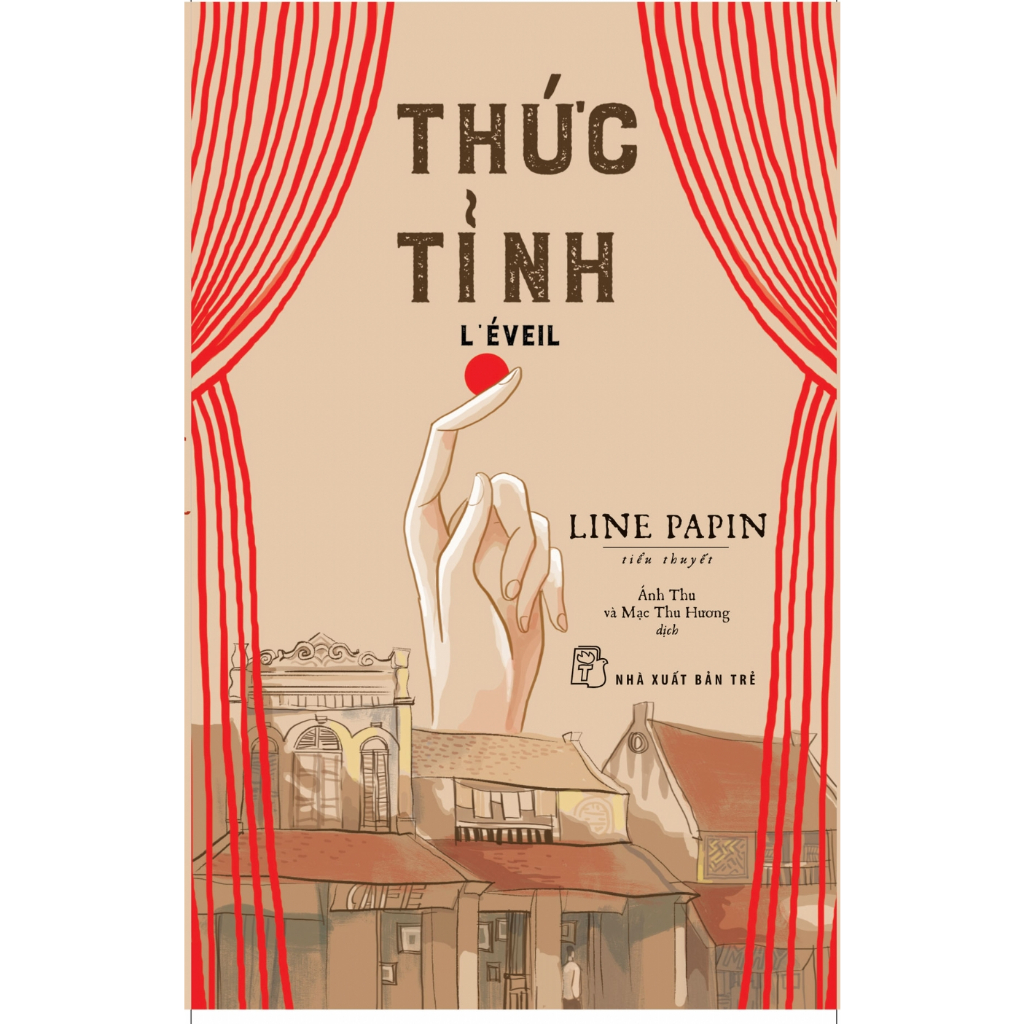 THỨC
TỈNH
L'ÉVEIL
LINE PAPIN
tiểu thuyết
Ánh Thu
và Mạc Thu Hương
dịch
NHÀ XUẤT BẢN TRẺ
CAFE